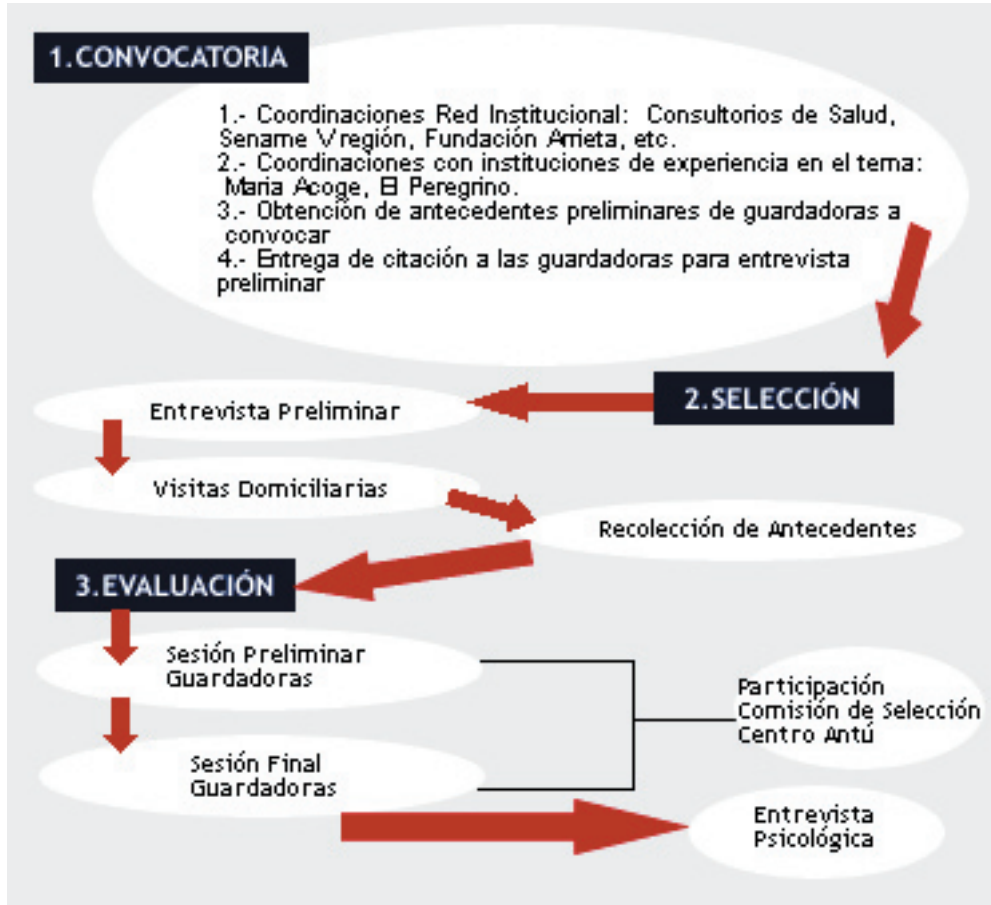 1.CONVOCATORIA
1.- Coordinaciones Red Institucional: Consultorios de Salud,
Sename V región, Fundación Arrieta, etc.
2.- Coordinaciones con instituciones de experiencia en el tema:
Maria Acoge, El Peregrino.
3.- Obtención de antecedentes preliminares de guardadoras a
convocar
4.- Entrega de citación a las guardadoras para entrevista
preliminar
2.SELECCIÓN
Entrevista Preliminar
Visitas Domiciliarias
Recolección de Antecedentes
3.EVALUACIÓN
Sesión Preliminar
Guardadoras
Participación
Comisión de Selección
Centro Antú
Sesión Final
Guardadoras
Entrevista
Psicológica